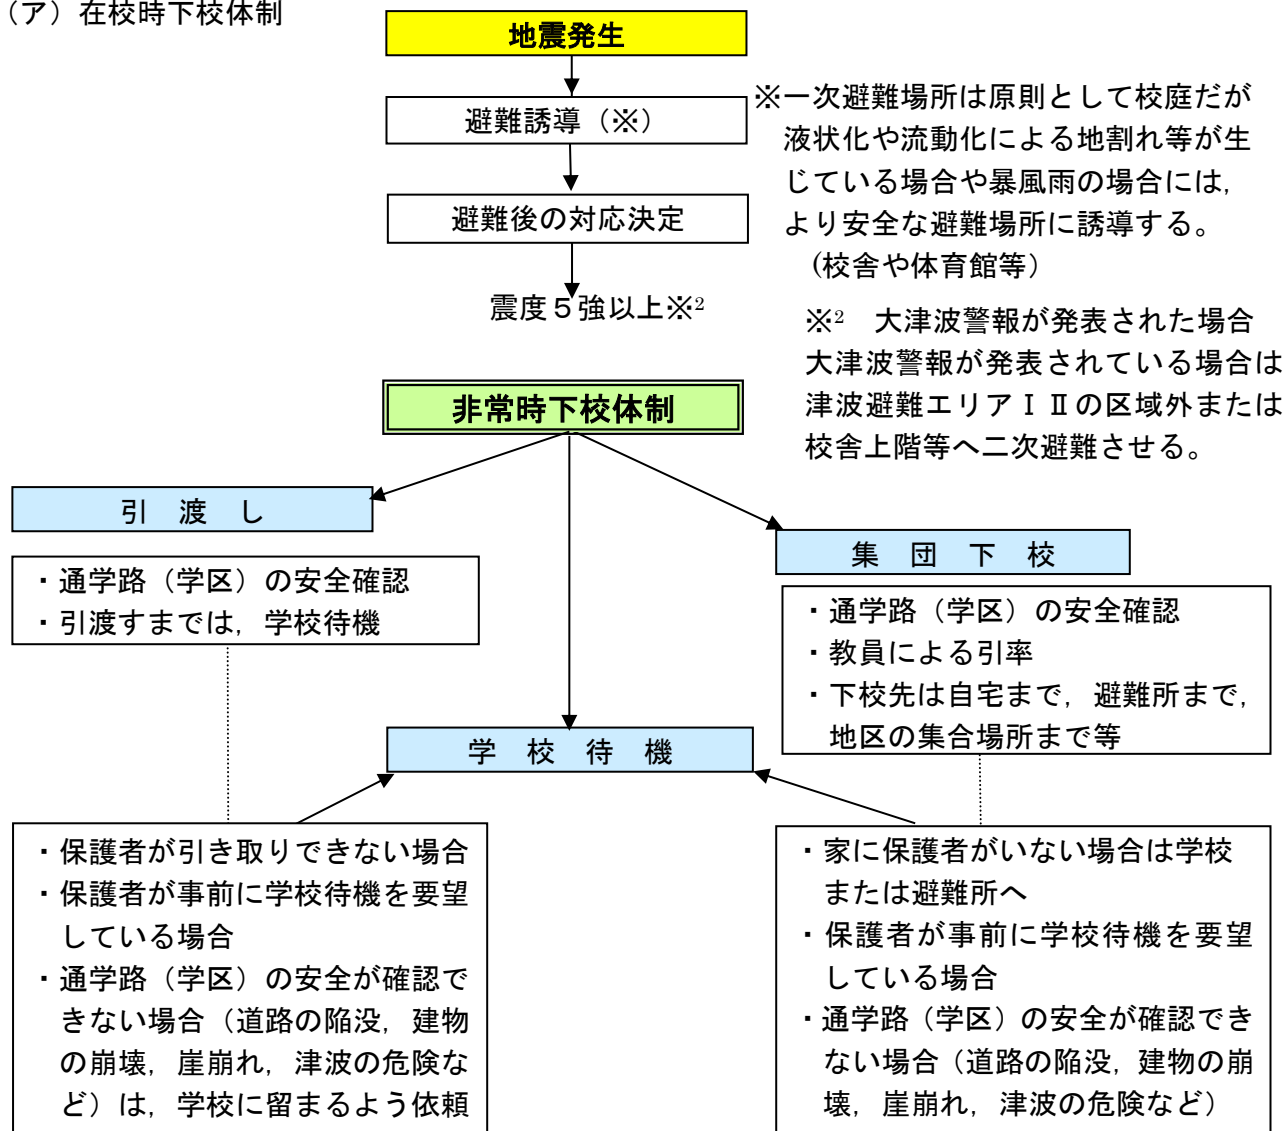 （ア）在校時下校体制
地震発生
避難誘導（※）
避難後の対応決定
震度５強以上※2
※一次避難場所は原則として校庭だが
液状化や流動化による地割れ等が生
じている場合や暴風雨の場合には，
より安全な避難場所に誘導する。
(校舎や体育館等）
※2　大津波警報が発表された場合
大津波警報が発表されている場合は
津波避難エリアⅠⅡの区域外または
校舎上階等へ二次避難させる。
非常時下校体制
引　渡　し
・通学路（学区）の安全確認
・引渡すまでは，学校待機
集　団　下　校
・通学路（学区）の安全確認
・教員による引率
・下校先は自宅まで，避難所まで，
地区の集合場所まで等
学　校　待　機
・保護者が引き取りできない場合
・保護者が事前に学校待機を要望
している場合
・通学路（学区）の安全が確認で
きない場合（道路の陥没，建物
の崩壊，崖崩れ，津波の危険な
ど）は，学校に留まるよう依頼
・家に保護者がいない場合は学校
または避難所へ
・保護者が事前に学校待機を要望
している場合
・通学路（学区）の安全が確認でき
ない場合（道路の陥没，建物の崩
壊，崖崩れ，津波の危険など）